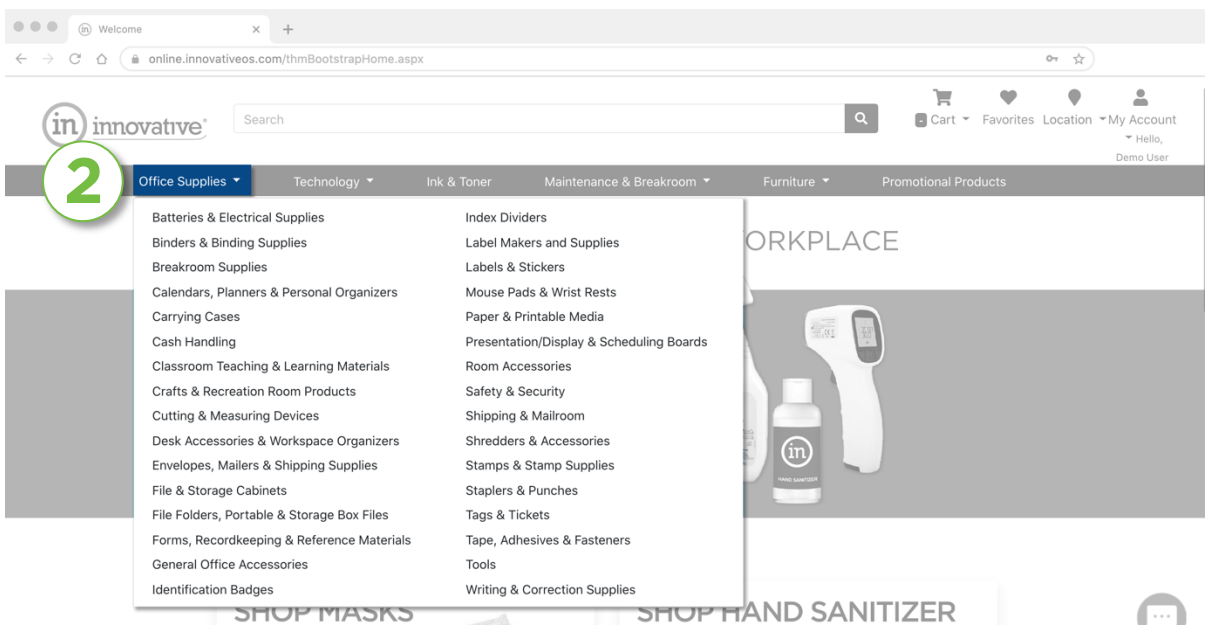 Welcome
online.innovativeos.com/thmBootstrapHome.aspx
in innovative
Search
- Cart Favorites Location My Account
Hello,
Demo User
2
Office Supplies Technology Ink & Toner Maintenance & Breakroom Furniture Promotional Products
ORKPLACE
Batteries & Electrical Supplies
Binders & Binding Supplies
Breakroom Supplies
Calendars, Planners & Personal Organizers
Carrying Cases
Cash Handling
Classroom Teaching & Learning Materials
Crafts & Recreation Room Products
Cutting & Measuring Devices
Desk Accessories & Workspace Organizers
Envelopes, Mailers & Shipping Supplies
File & Storage Cabinets
File Folders, Portable & Storage Box Files
Forms, Recordkeeping & Reference Materials
General Office Accessories
Identification Badges
Index Dividers
Label Makers and Supplies
Labels & Stickers
Mouse Pads & Wrist Rests
Paper & Printable Media
Presentation/Display & Scheduling Boards
Room Accessories
Safety & Security
Shipping & Mailroom
Shredders & Accessories
Stamps & Stamp Supplies
Staplers & Punches
Tags & Tickets
Tape, Adhesives & Fasteners
Tools
Writing & Correction Supplies
in
HAND SANITIZER
SHOP MASKS
SHOP HAND SANITIZER